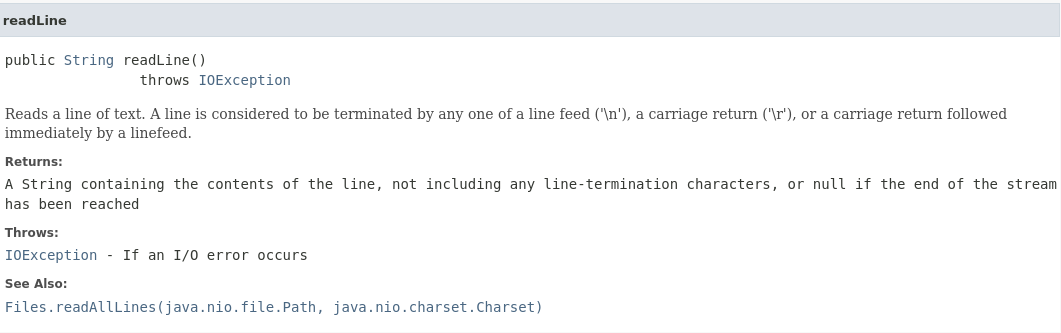 readLine
public String readLine()
                throws IOException
Reads a line of text. A line is considered to be terminated by any one of a line feed ('\n'), a carriage return ('\r'), or a carriage return followed
immediately by a linefeed.
Returns:
A String containing the contents of the line, not including any line-termination characters, or null if the end of the stream
has been reached
Throws:
IOException - If an I/O error occurs
See Also:
Files.readAllLines(java.nio.file.Path, java.nio.charset.Charset)